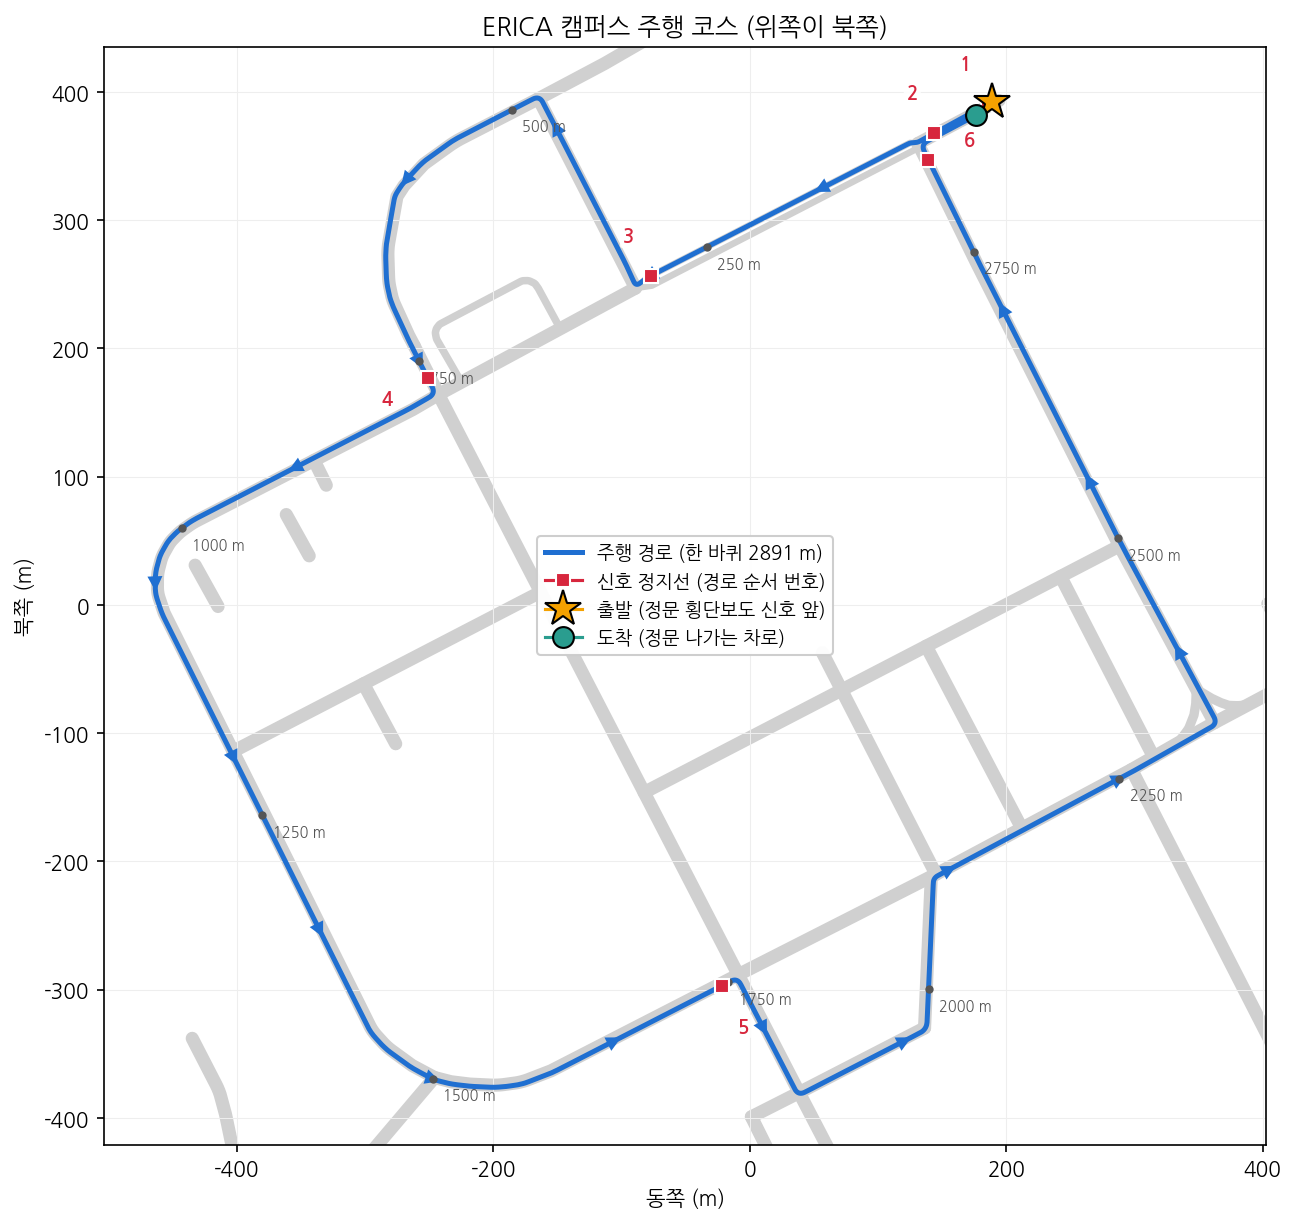 ERICA 캠퍼스 주행 코스 (위쪽이 북쪽)
1
2
400
500 m
6
3
300
250 m
2750 m
200
750 m
4
100
1000 m
2500 m
주행 경로 (한 바퀴 2891 m)
신호 정지선 (경로 순서 번호)
출발 (정문 횡단보도 신호 앞)
도착 (정문 나가는 차로)
북쪽 (m)
0
-100
2250 m
1250 m
-200
-300
1750 m
2000 m
5
1500 m
-400
-400
-200
0
200
400
동쪽 (m)